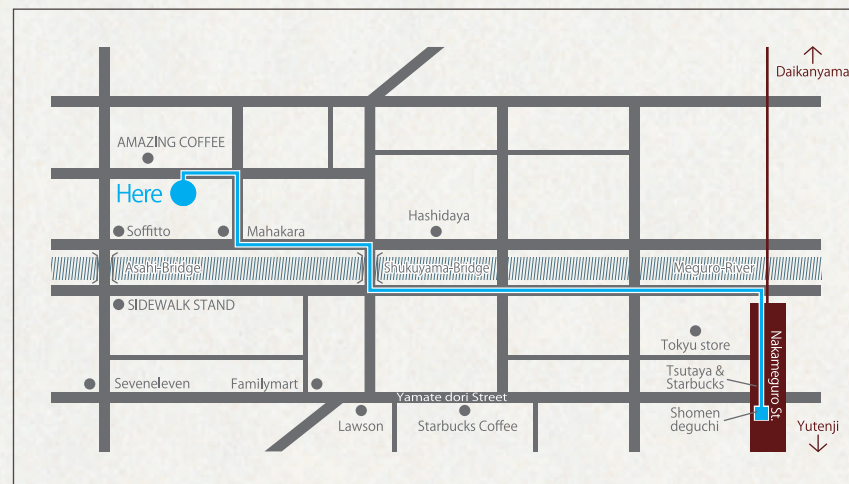 Daikanyama
AMAZING COFFEE
Here
Soffitto
Mahakara
Hashidaya
Asahi-Bridge
Shukuyama-Bridge
Meguro-River
SIDEWALK STAND
Tokyu store
Tsutaya &
Starbucks
Nakameguro St.
Seveneleven
Familymart
Yamate dori Street
Lawson
Starbucks Coffee
Shomen
deguchi
Yutenji